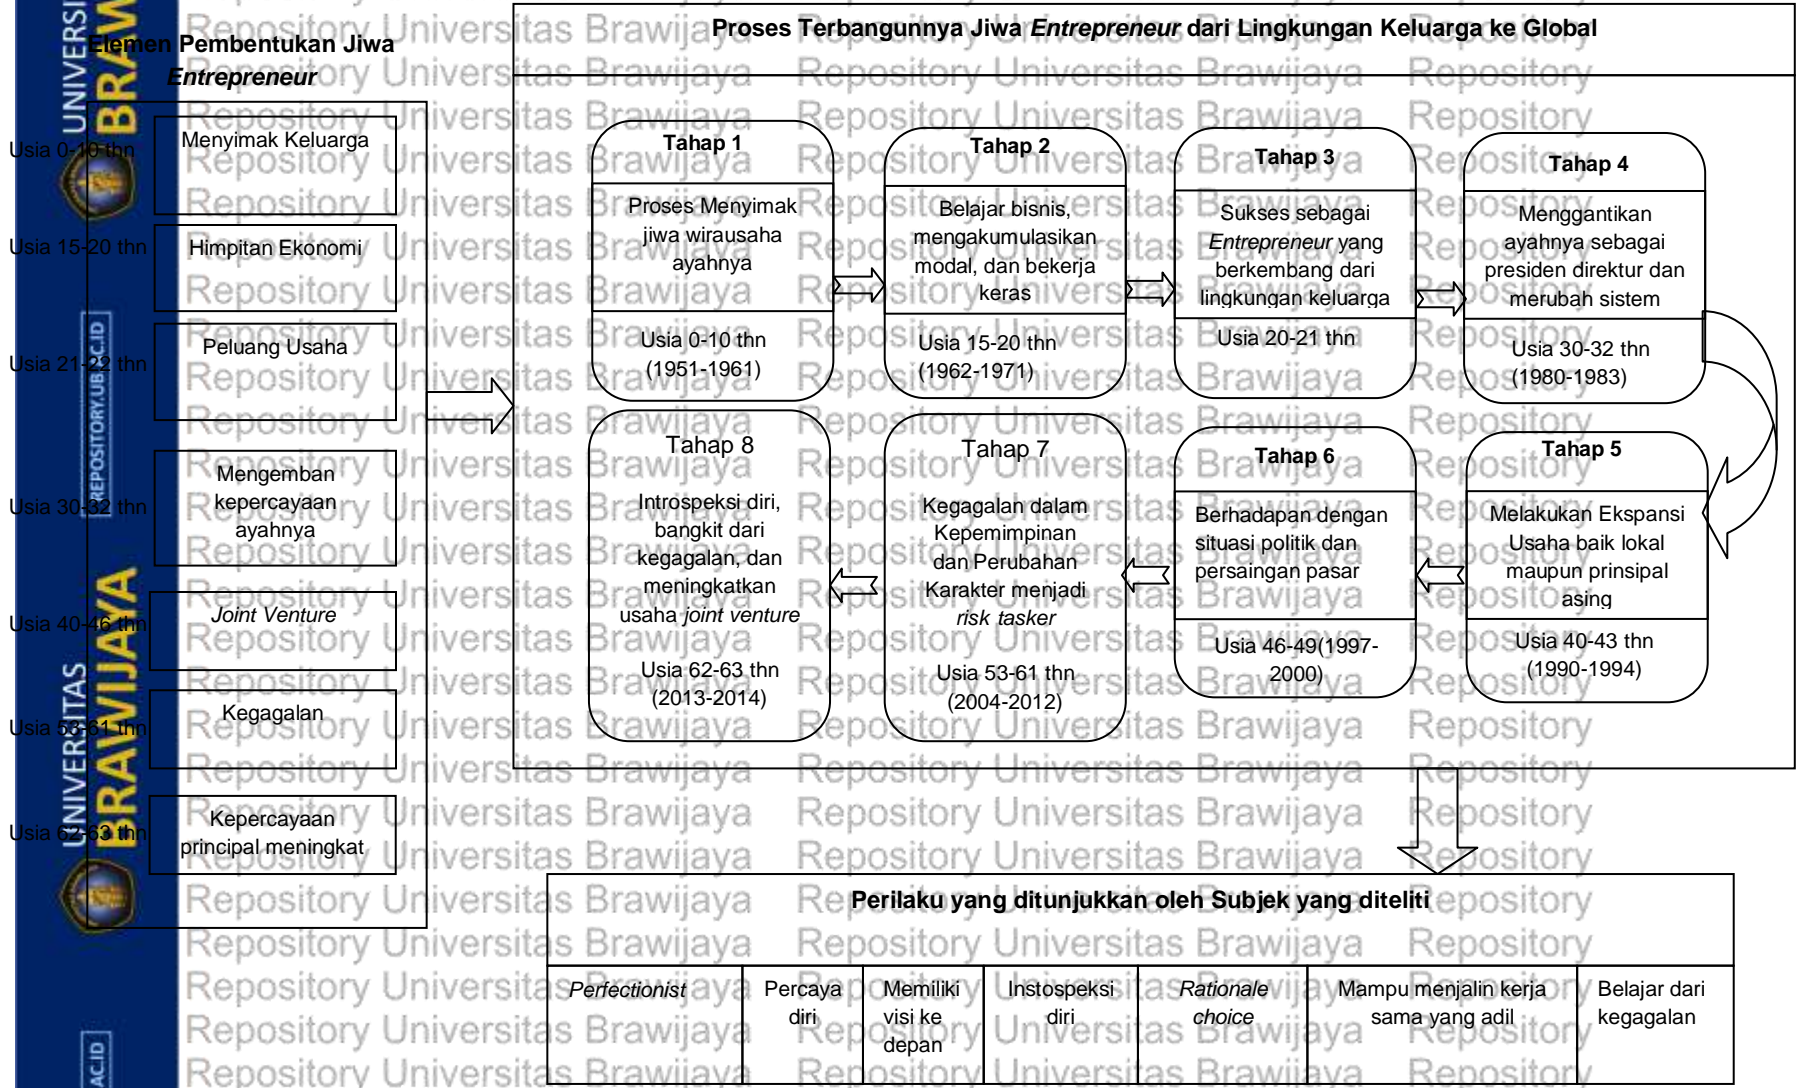 Elemen Pembentukan Jiwa
Entrepreneur
Usia 0-10 thn
Menyimak Keluarga
Usia 15-20 thn
Himpitan Ekonomi
Usia 21-22 thn
Peluang Usaha
Usia 30-32 thn
Mengemban
kepercayaan
ayahnya
Usia 40-46 thn
Joint Venture
Usia 53-61 thn
Kegagalan
Usia 62-63 thn
Kepercayaan
principal meningkat
Proses Terbangunnya Jiwa Entrepreneur dari Lingkungan Keluarga ke Global
Tahap 1
Proses Menyimak
jiwa wirausaha
ayahnya
Usia 0-10 thn
(1951-1961)
Tahap 2
Belajar bisnis,
mengakumulasikan
modal, dan bekerja
keras
Usia 15-20 thn
(1962-1971)
Tahap 3
Sukses sebagai
Entrepreneur yang
berkembang dari
lingkungan keluarga
Usia 20-21 thn
Tahap 4
Menggantikan
ayahnya sebagai
presiden direktur dan
merubah sistem
Usia 30-32 thn
(1980-1983)
Tahap 5
Melakukan Ekspansi
Usaha baik lokal
maupun prinsipal
asing
Usia 40-43 thn
(1990-1994)
Tahap 6
Berhadapan dengan
situasi politik dan
persaingan pasar
Usia 46-49(1997-
2000)
Tahap 7
Kegagalan dalam
Kepemimpinan
dan Perubahan
Karakter menjadi
risk tasker
Usia 53-61 thn
(2004-2012)
Tahap 8
Introspeksi diri,
bangkit dari
kegagalan, dan
meningkatkan
usaha joint venture
Usia 62-63 thn
(2013-2014)
Perilaku yang ditunjukkan oleh Subjek yang diteliti
Perfectionist
Percaya
diri
Memiliki
visi ke
depan
Instospeksi
diri
Rationale
choice
Mampu menjalin kerja
sama yang adil
Belajar dari
kegagalan
REPOSITORY.UB.AC.ID
UNIVERSITAS
BRAWIJAYA
Repository Universitas Brawijaya